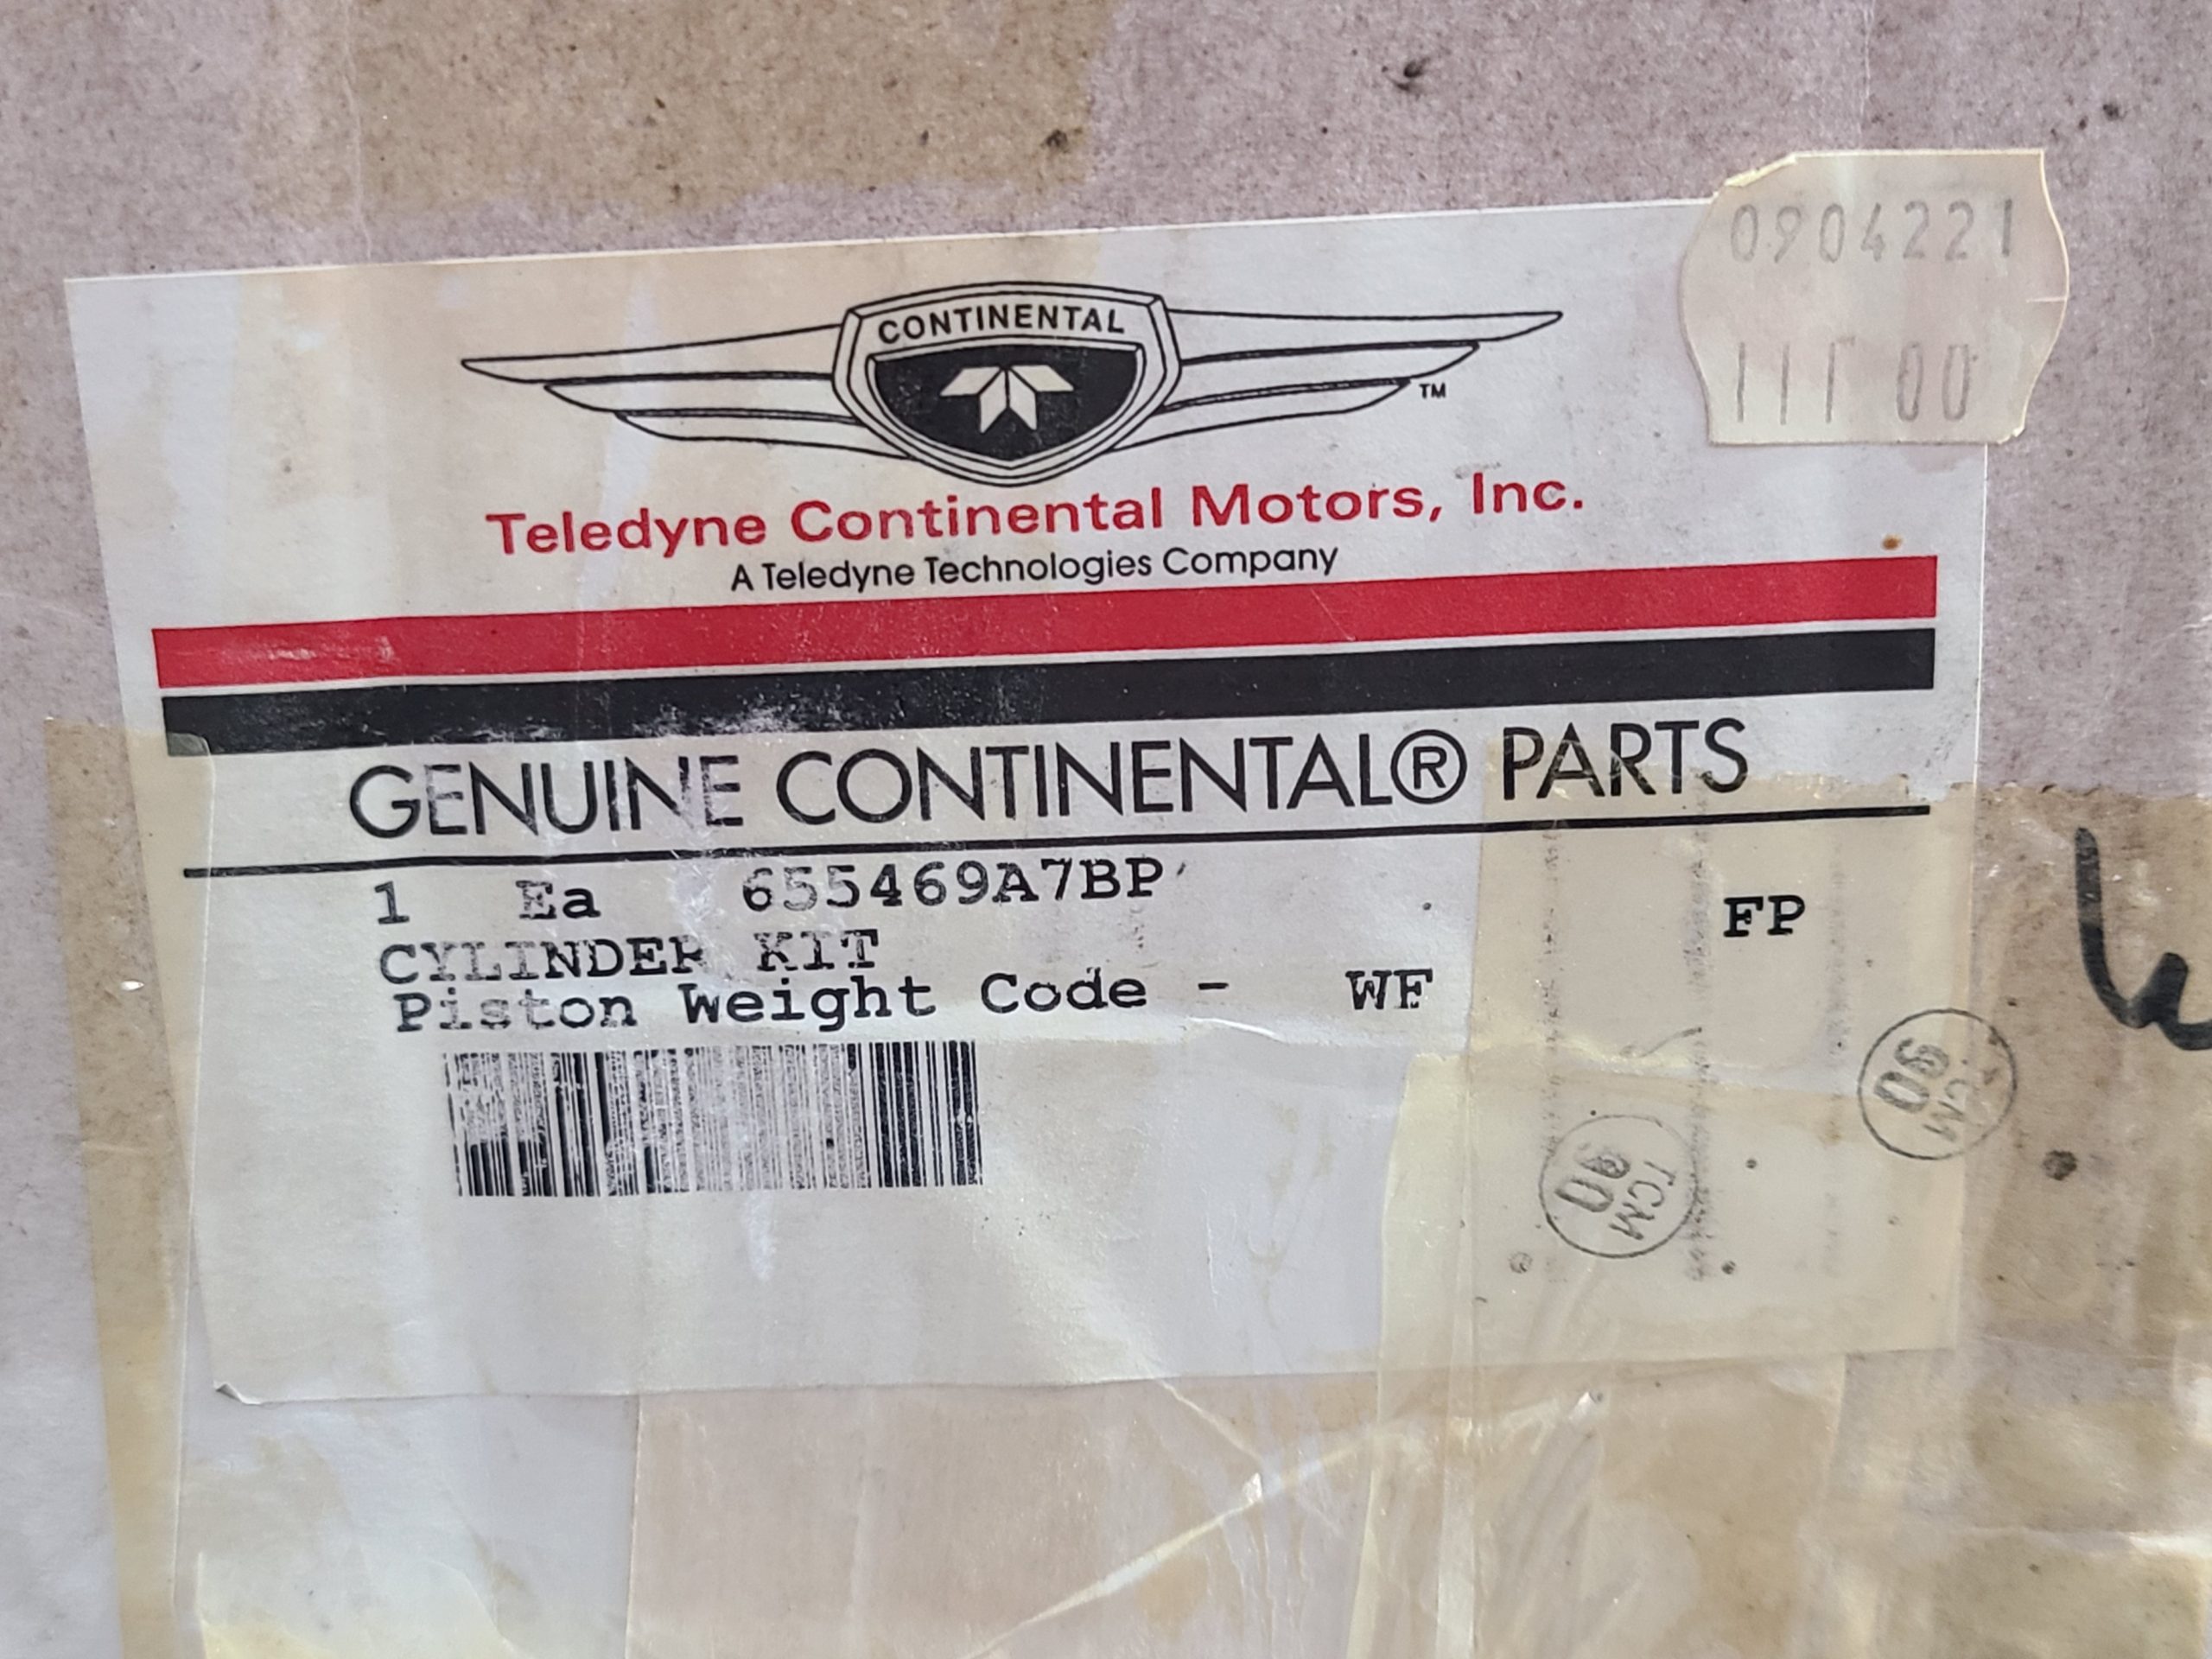 0904221
111 00
CONTINENTAL
TM
Teledyne Continental Motors, Inc.
A Teledyne Technologies Company
GENUINE CONTINENTAL® PARTS
1 Ea 655469A7BP FP
CYLINDER KIT
Piston Weight Code - WF
TCM
90
TCM
90